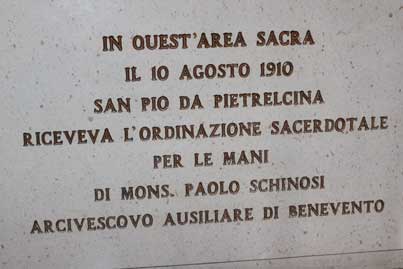 IN QUEST'AREA SACRA
IL 10 AGOSTO 1910
SAN PIO DA PIETRELCINA
RICEVEVA L'ORDINAZIONE SACERDOTALE
PER LE MANI
DI MONS. PAOLO SCHINOSI
ARCIVESCOVO AUSILIARE DI BENEVENTO